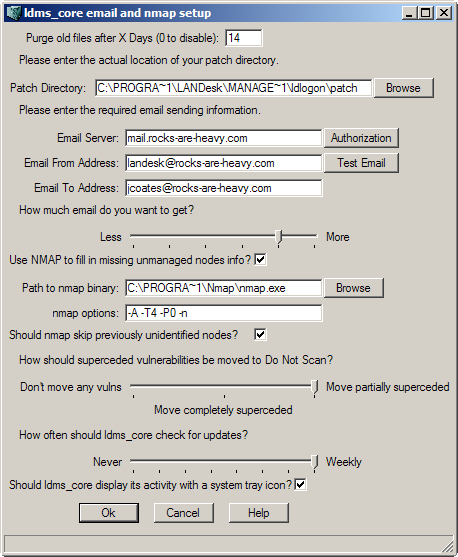 ldms_core email and nmap setup
Purge old files after X Days (0 to disable): 14
Please enter the actual location of your patch directory.
Patch Directory: C:\PROGRA~1\LANDesk\MANAGE~1\ldlogon\patch Browse
Please enter the required email sending information.
Email Server: mail.rocks-are-heavy.com Authorization
Email From Address: landesk@rocks-are-heavy.com Test Email
Email To Address: jcoates@rocks-are-heavy.com
How much email do you want to get?
Less More
Use NMAP to fill in missing unmanaged nodes info?
Path to nmap binary: C:\PROGRA~1\Nmap\nmap.exe Browse
nmap options: -A -T4 -P0 -n
Should nmap skip previously unidentified nodes?
How should superceded vulnerabilities be moved to Do Not Scan?
Don't move any vulns Move partially superceded
Move completely superceded
How often should ldms_core check for updates?
Never Weekly
Should ldms_core display its activity with a system tray icon?
Ok Cancel Help